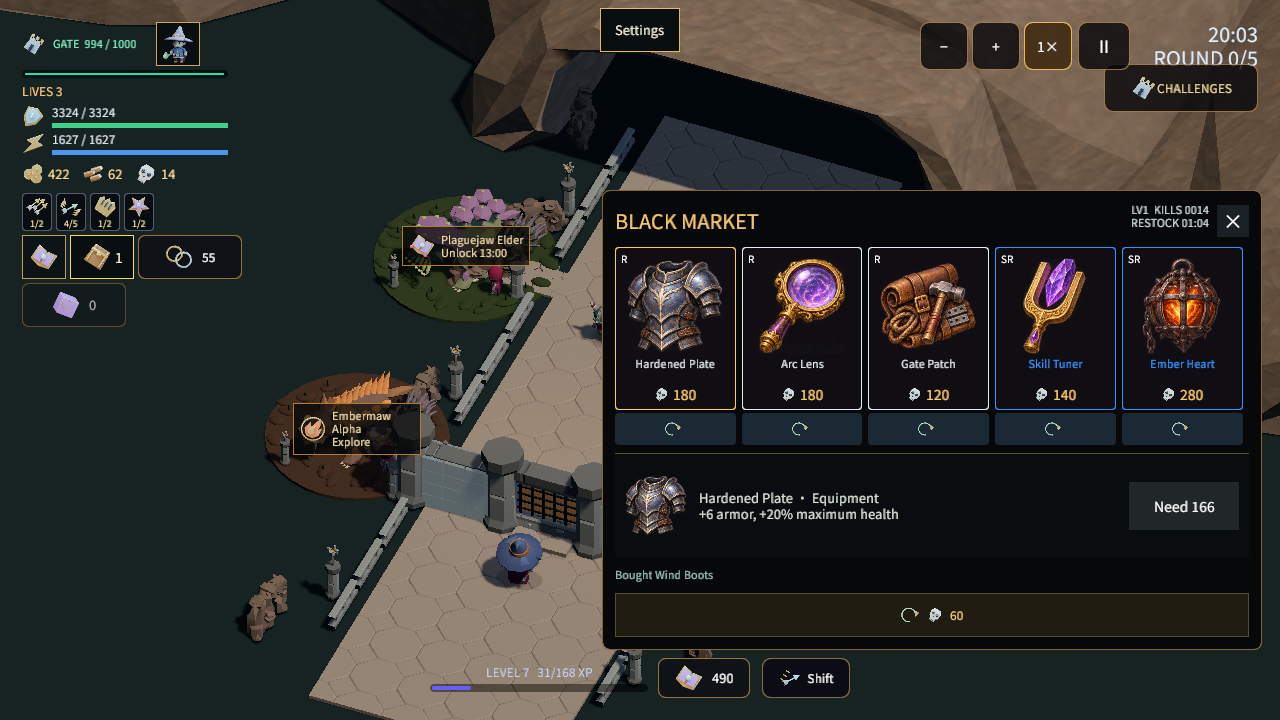 GATE 994 / 1000
Settings
−
+
1×
20:03
ROUND 0/5
CHALLENGES
LIVES 3
3324 / 3324
1627 / 1627
422
62
14
1/2
4/5
1/2
1/2
1
55
0
Plaguejaw Elder
Unlock 13:00
Embermaw
Alpha
Explore
BLACK MARKET
LV1 KILLS 0014
RESTOCK 01:04
R
R
R
SR
SR
Hardened Plate
Arc Lens
Gate Patch
Skill Tuner
Ember Heart
180
180
120
140
280
Hardened Plate • Equipment
+6 armor, +20% maximum health
Need 166
Bought Wind Boots
60
LEVEL 7 31/168 XP
490
Shift